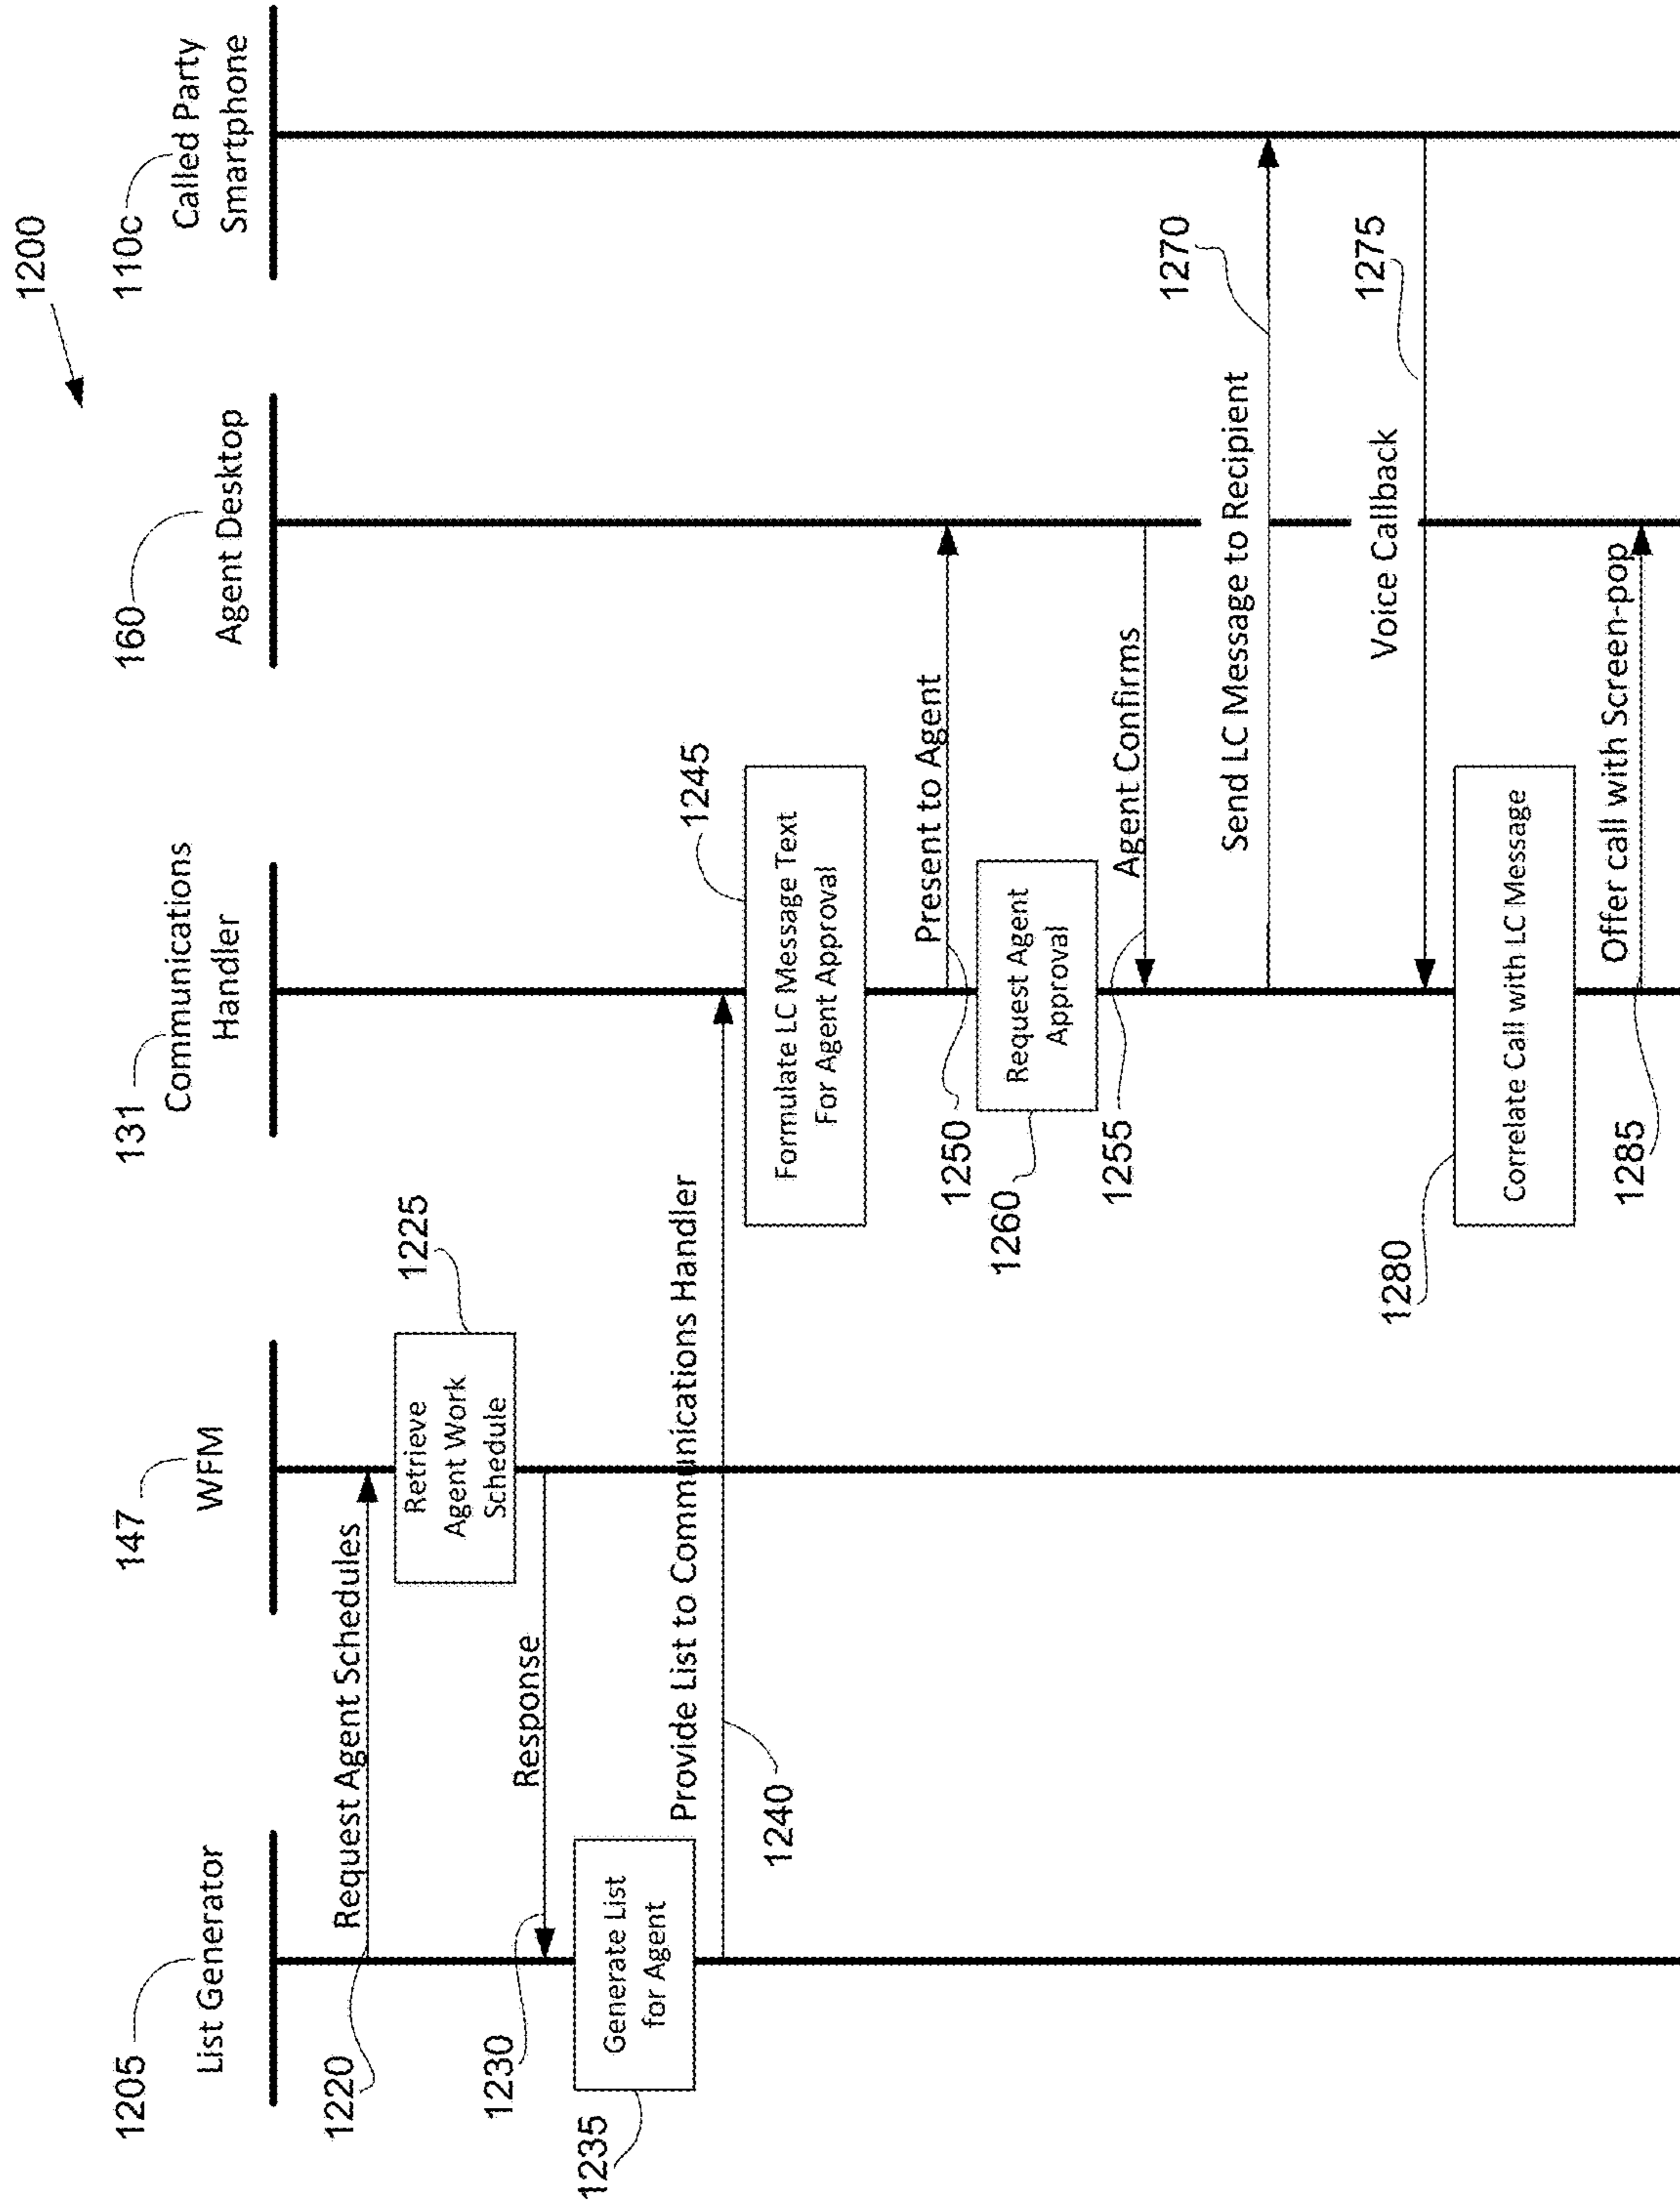 1200
1205
List Generator
147
WFM
131
Communications
Handler
160
Agent Desktop
110c
Called Party
Smartphone
1220
Request Agent Schedules
Retrieve
Agent Work
Schedule
1225
1230
Response
1235
Generate List
for Agent
Provide List to Communications Handler
1240
1245
Formulate LC Message Text
For Agent Approval
Present to Agent
1250
1260
Request Agent
Approval
Agent Confirms
1255
Send LC Message to Recipient
1270
Voice Callback
1275
1280
Correlate Call with LC Message
Offer call with Screen-pop
1285